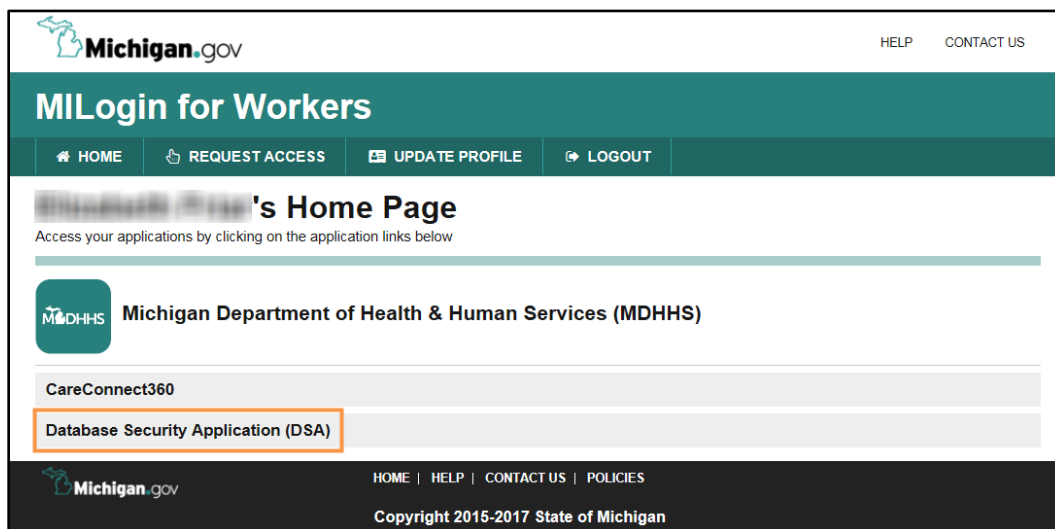 Michigan.gov
HELP CONTACT US
MILogin for Workers
HOME REQUEST ACCESS UPDATE PROFILE LOGOUT
's Home Page
Access your applications by clicking on the application links below
MDHHS Michigan Department of Health & Human Services (MDHHS)
CareConnect360
Database Security Application (DSA)
Michigan.gov
HOME | HELP | CONTACT US | POLICIES
Copyright 2015-2017 State of Michigan